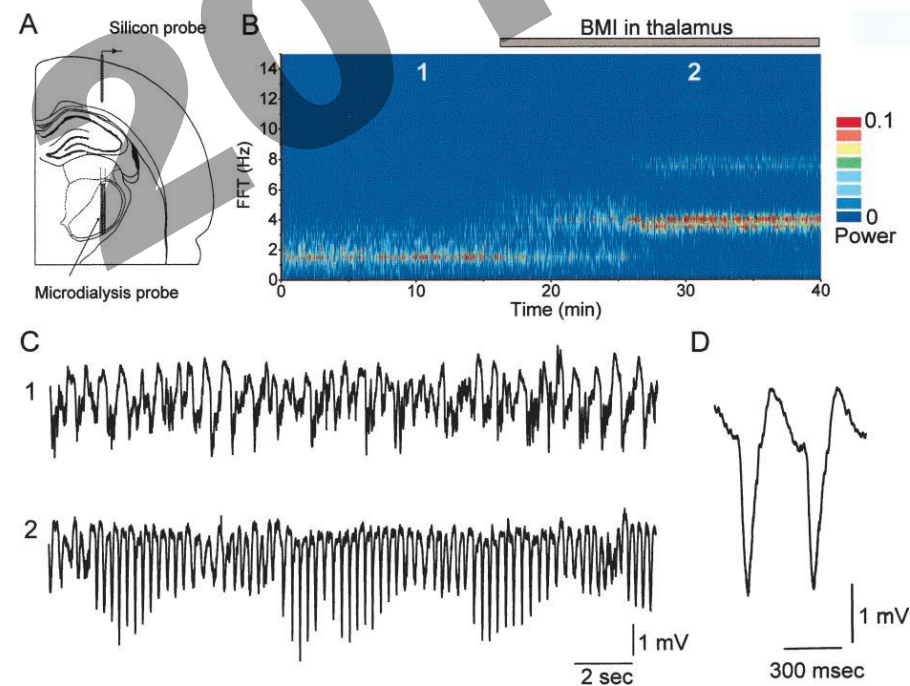 A
Silicon probe
Microdialysis probe
B
BMI in thalamus
1
2
14
12
10
8
6
4
2
0
FFT (Hz)
0
10
20
30
40
Time (min)
0.1
0
Power
C
1
2
1 mV
2 sec
D
1 mV
300 msec
201